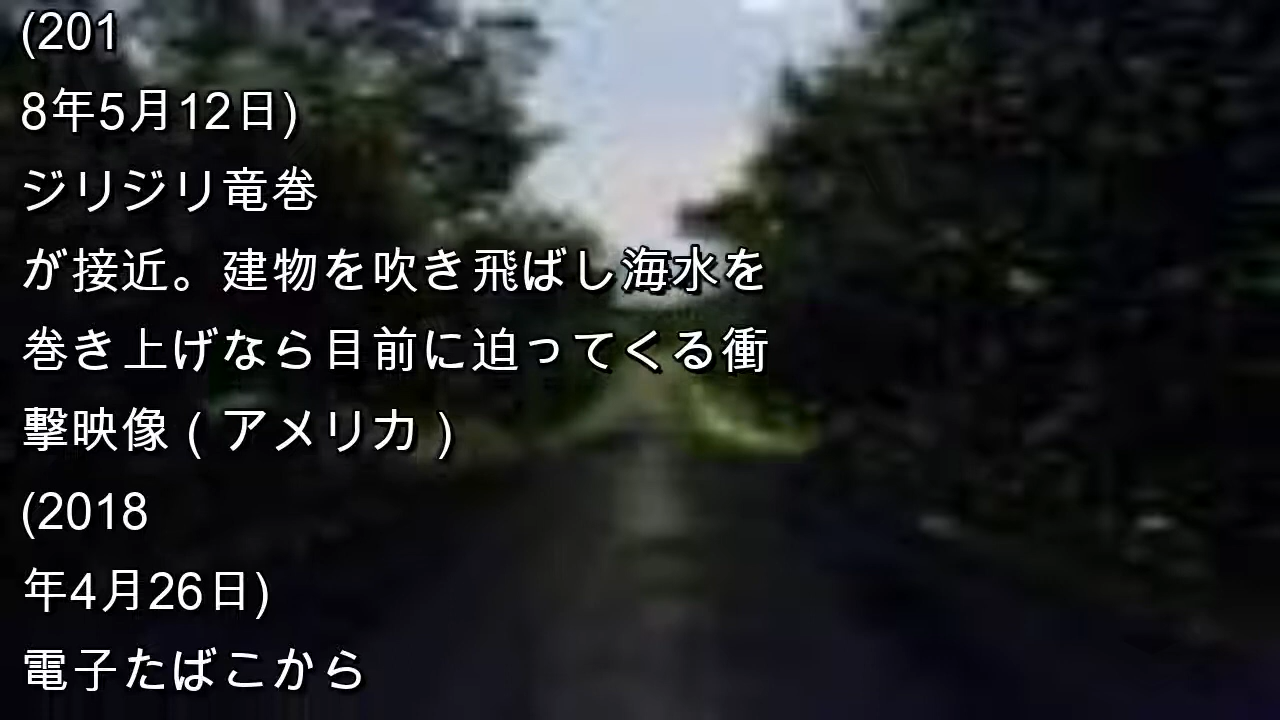 (201
8年5月12日)
ジリジリ竜巻
が接近。建物を吹き飛ばし海水を
巻き上げなら目前に迫ってくる衝
撃映像（アメリカ）
(2018
年4月26日)
電子たばこから